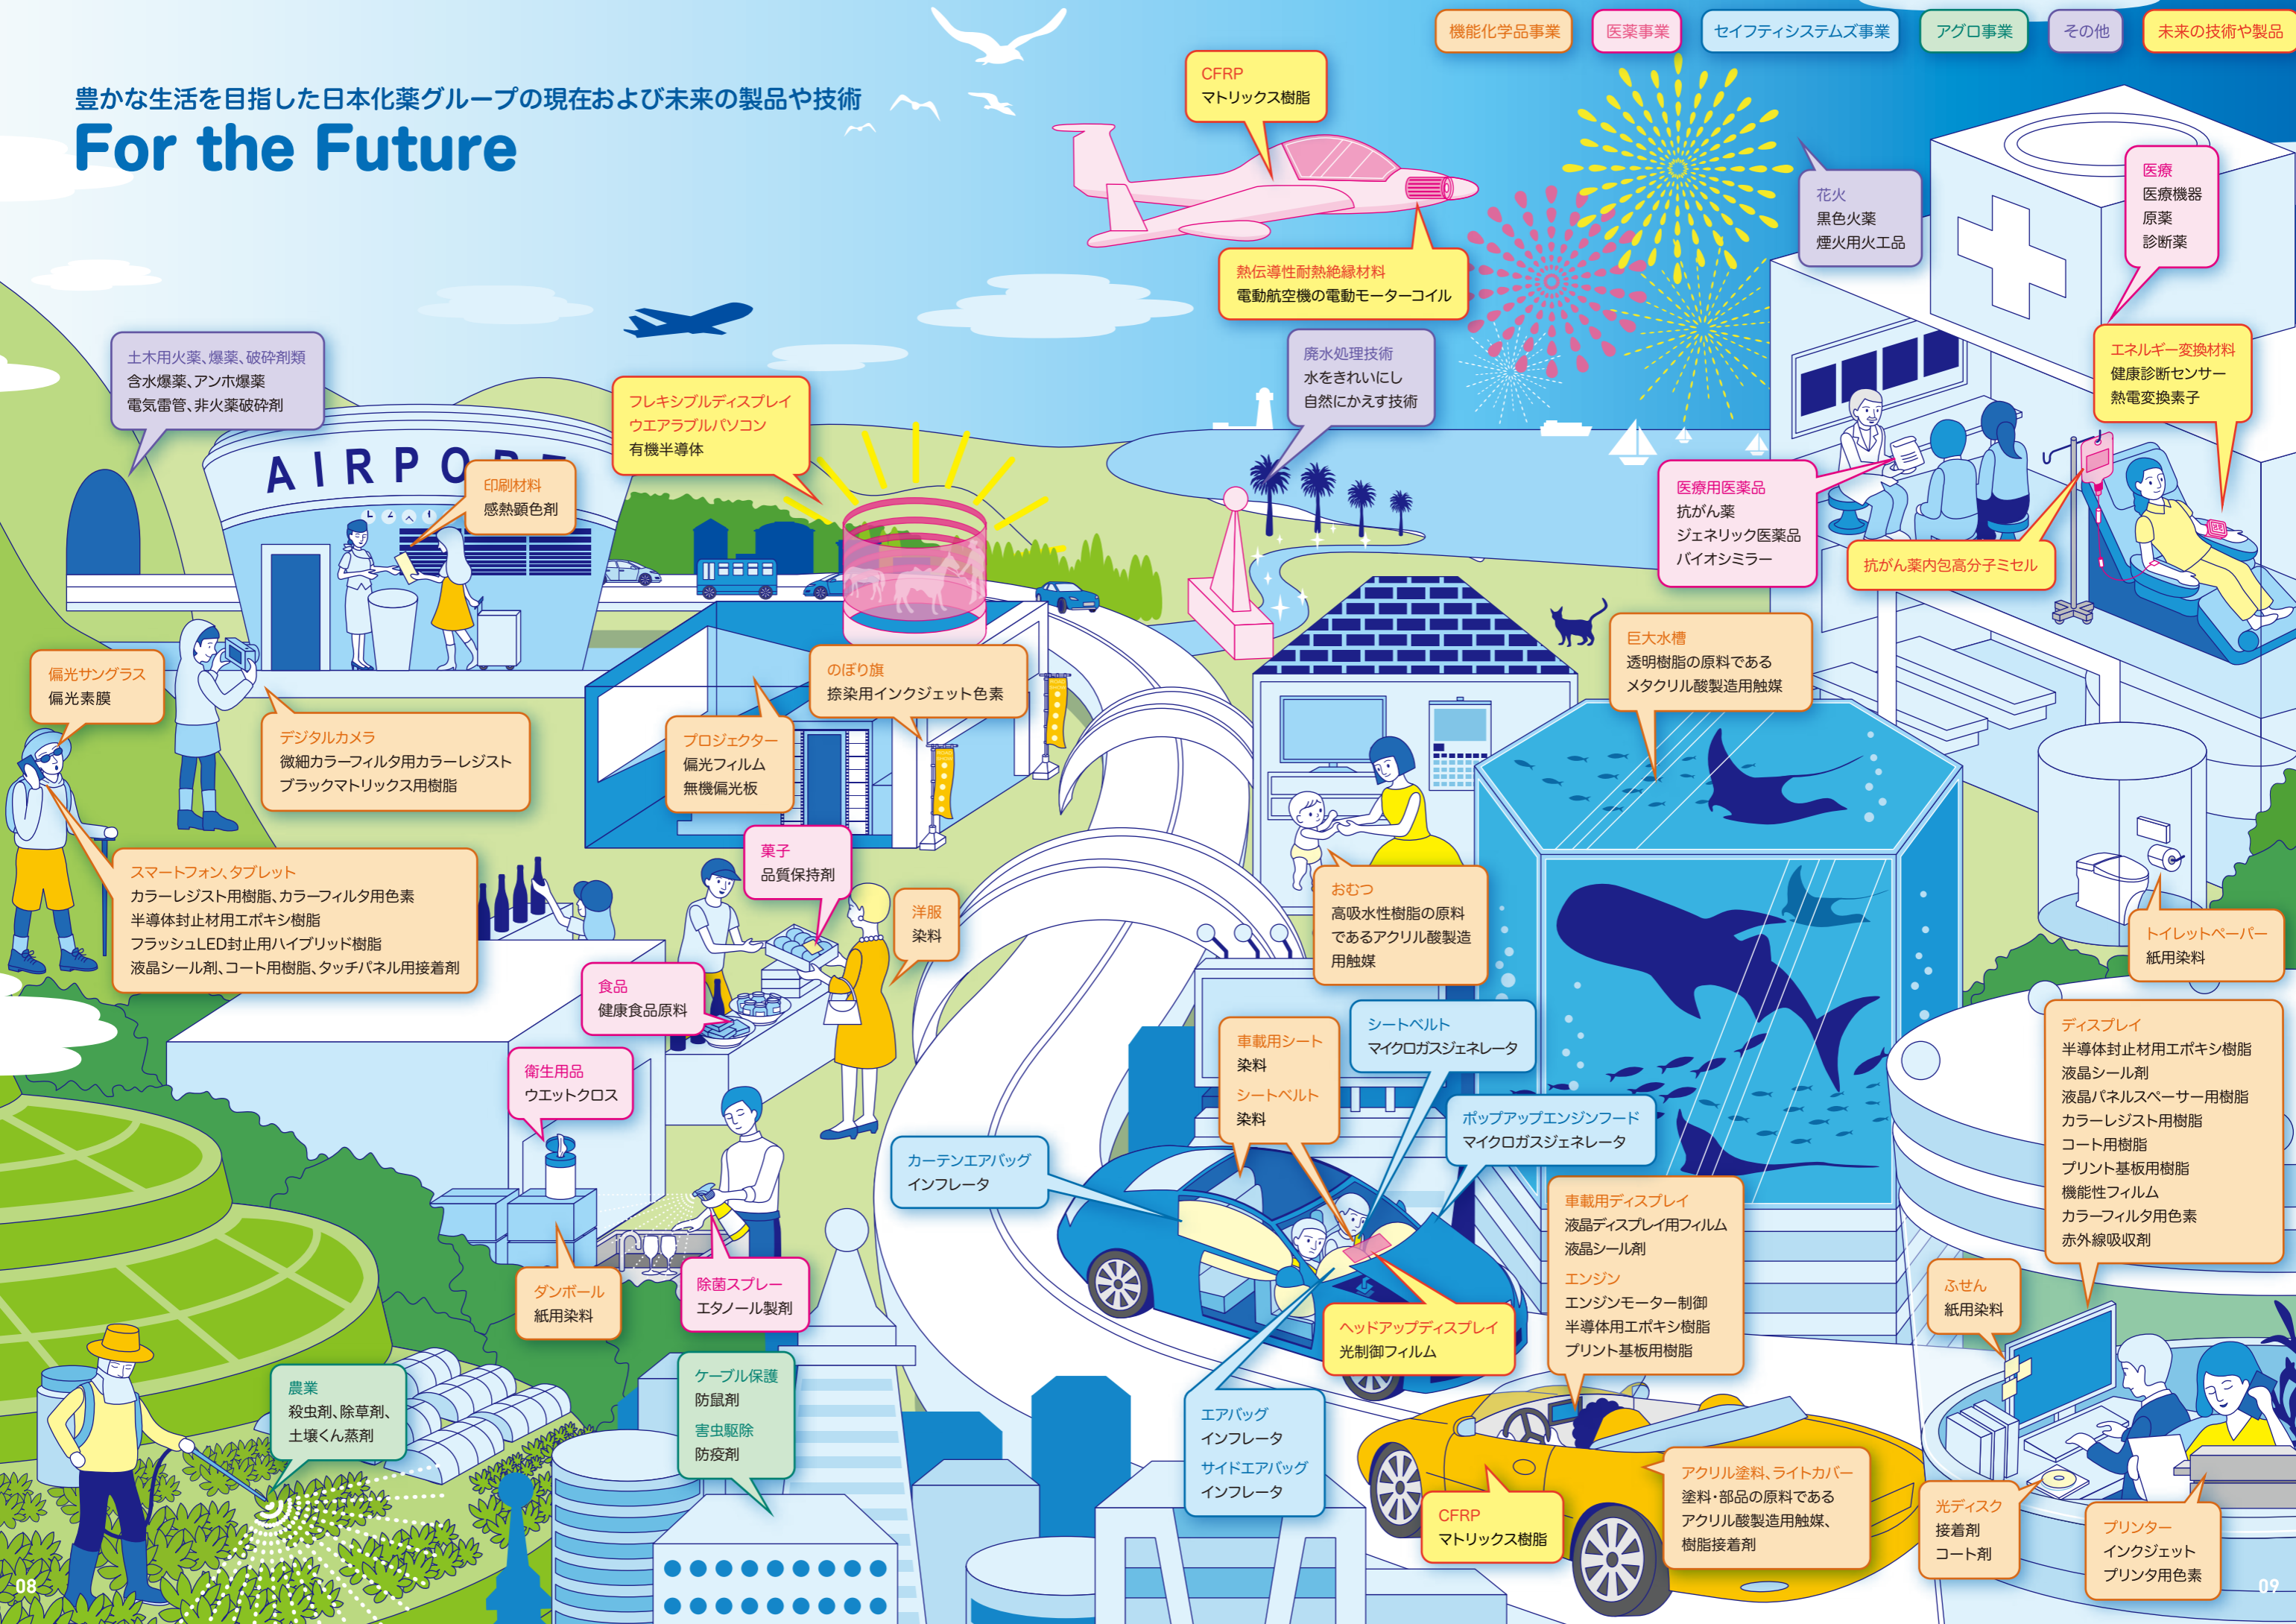 機能化学品事業
医薬事業
セイフティシステムズ事業
アグロ事業
その他
未来の技術や製品
豊かな生活を目指した日本化薬グループの現在および未来の製品や技術
For the Future
CFRP
マトリックス樹脂
熱伝導性耐熱絶縁材料
電動航空機の電動モーターコイル
花火
黒色火薬
煙火用火工品
医療
医療機器
原薬
診断薬
廃水処理技術
水をきれいにし
自然にかえす技術
エネルギー変換材料
健康診断センサー
熱電変換素子
土木用火薬、爆薬、破砕剤類
含水爆薬、アンホ爆薬
電気雷管、非火薬破砕剤
フレキシブルディスプレイ
ウエアラブルパソコン
有機半導体
AIRPORT
印刷材料
感熱顕色剤
医療用医薬品
抗がん薬
ジェネリック医薬品
バイオシミラー
抗がん薬内包高分子ミセル
偏光サングラス
偏光素膜
デジタルカメラ
微細カラーフィルタ用カラーレジスト
ブラックマトリックス用樹脂
のぼり旗
捺染用インクジェット色素
プロジェクター
偏光フィルム
無機偏光板
巨大水槽
透明樹脂の原料である
メタクリル酸製造用触媒
スマートフォン、タブレット
カラーレジスト用樹脂、カラーフィルタ用色素
半導体封止材用エポキシ樹脂
フラッシュLED封止用ハイブリッド樹脂
液晶シール剤、コート用樹脂、タッチパネル用接着剤
菓子
品質保持剤
洋服
染料
おむつ
高吸水性樹脂の原料
であるアクリル酸製造
用触媒
トイレットペーパー
紙用染料
食品
健康食品原料
衛生用品
ウエットクロス
車載用シート
染料
シートベルト
染料
シートベルト
マイクロガスジェネレータ
ポップアップエンジンフード
マイクロガスジェネレータ
カーテンエアバッグ
インフレータ
ディスプレイ
半導体封止材用エポキシ樹脂
液晶シール剤
液晶パネルスペーサー用樹脂
カラーレジスト用樹脂
コート用樹脂
プリント基板用樹脂
機能性フィルム
カラーフィルタ用色素
赤外線吸収剤
車載用ディスプレイ
液晶ディスプレイ用フィルム
液晶シール剤
エンジン
エンジンモーター制御
半導体用エポキシ樹脂
プリント基板用樹脂
ダンボール
紙用染料
除菌スプレー
エタノール製剤
ヘッドアップディスプレイ
光制御フィルム
ふせん
紙用染料
農業
殺虫剤、除草剤、
土壌くん蒸剤
ケーブル保護
防鼠剤
害虫駆除
防疫剤
エアバッグ
インフレータ
サイドエアバッグ
インフレータ
CFRP
マトリックス樹脂
アクリル塗料、ライトカバー
塗料・部品の原料である
アクリル酸製造用触媒、
樹脂接着剤
光ディスク
接着剤
コート剤
プリンター
インクジェット
プリンタ用色素
08
09